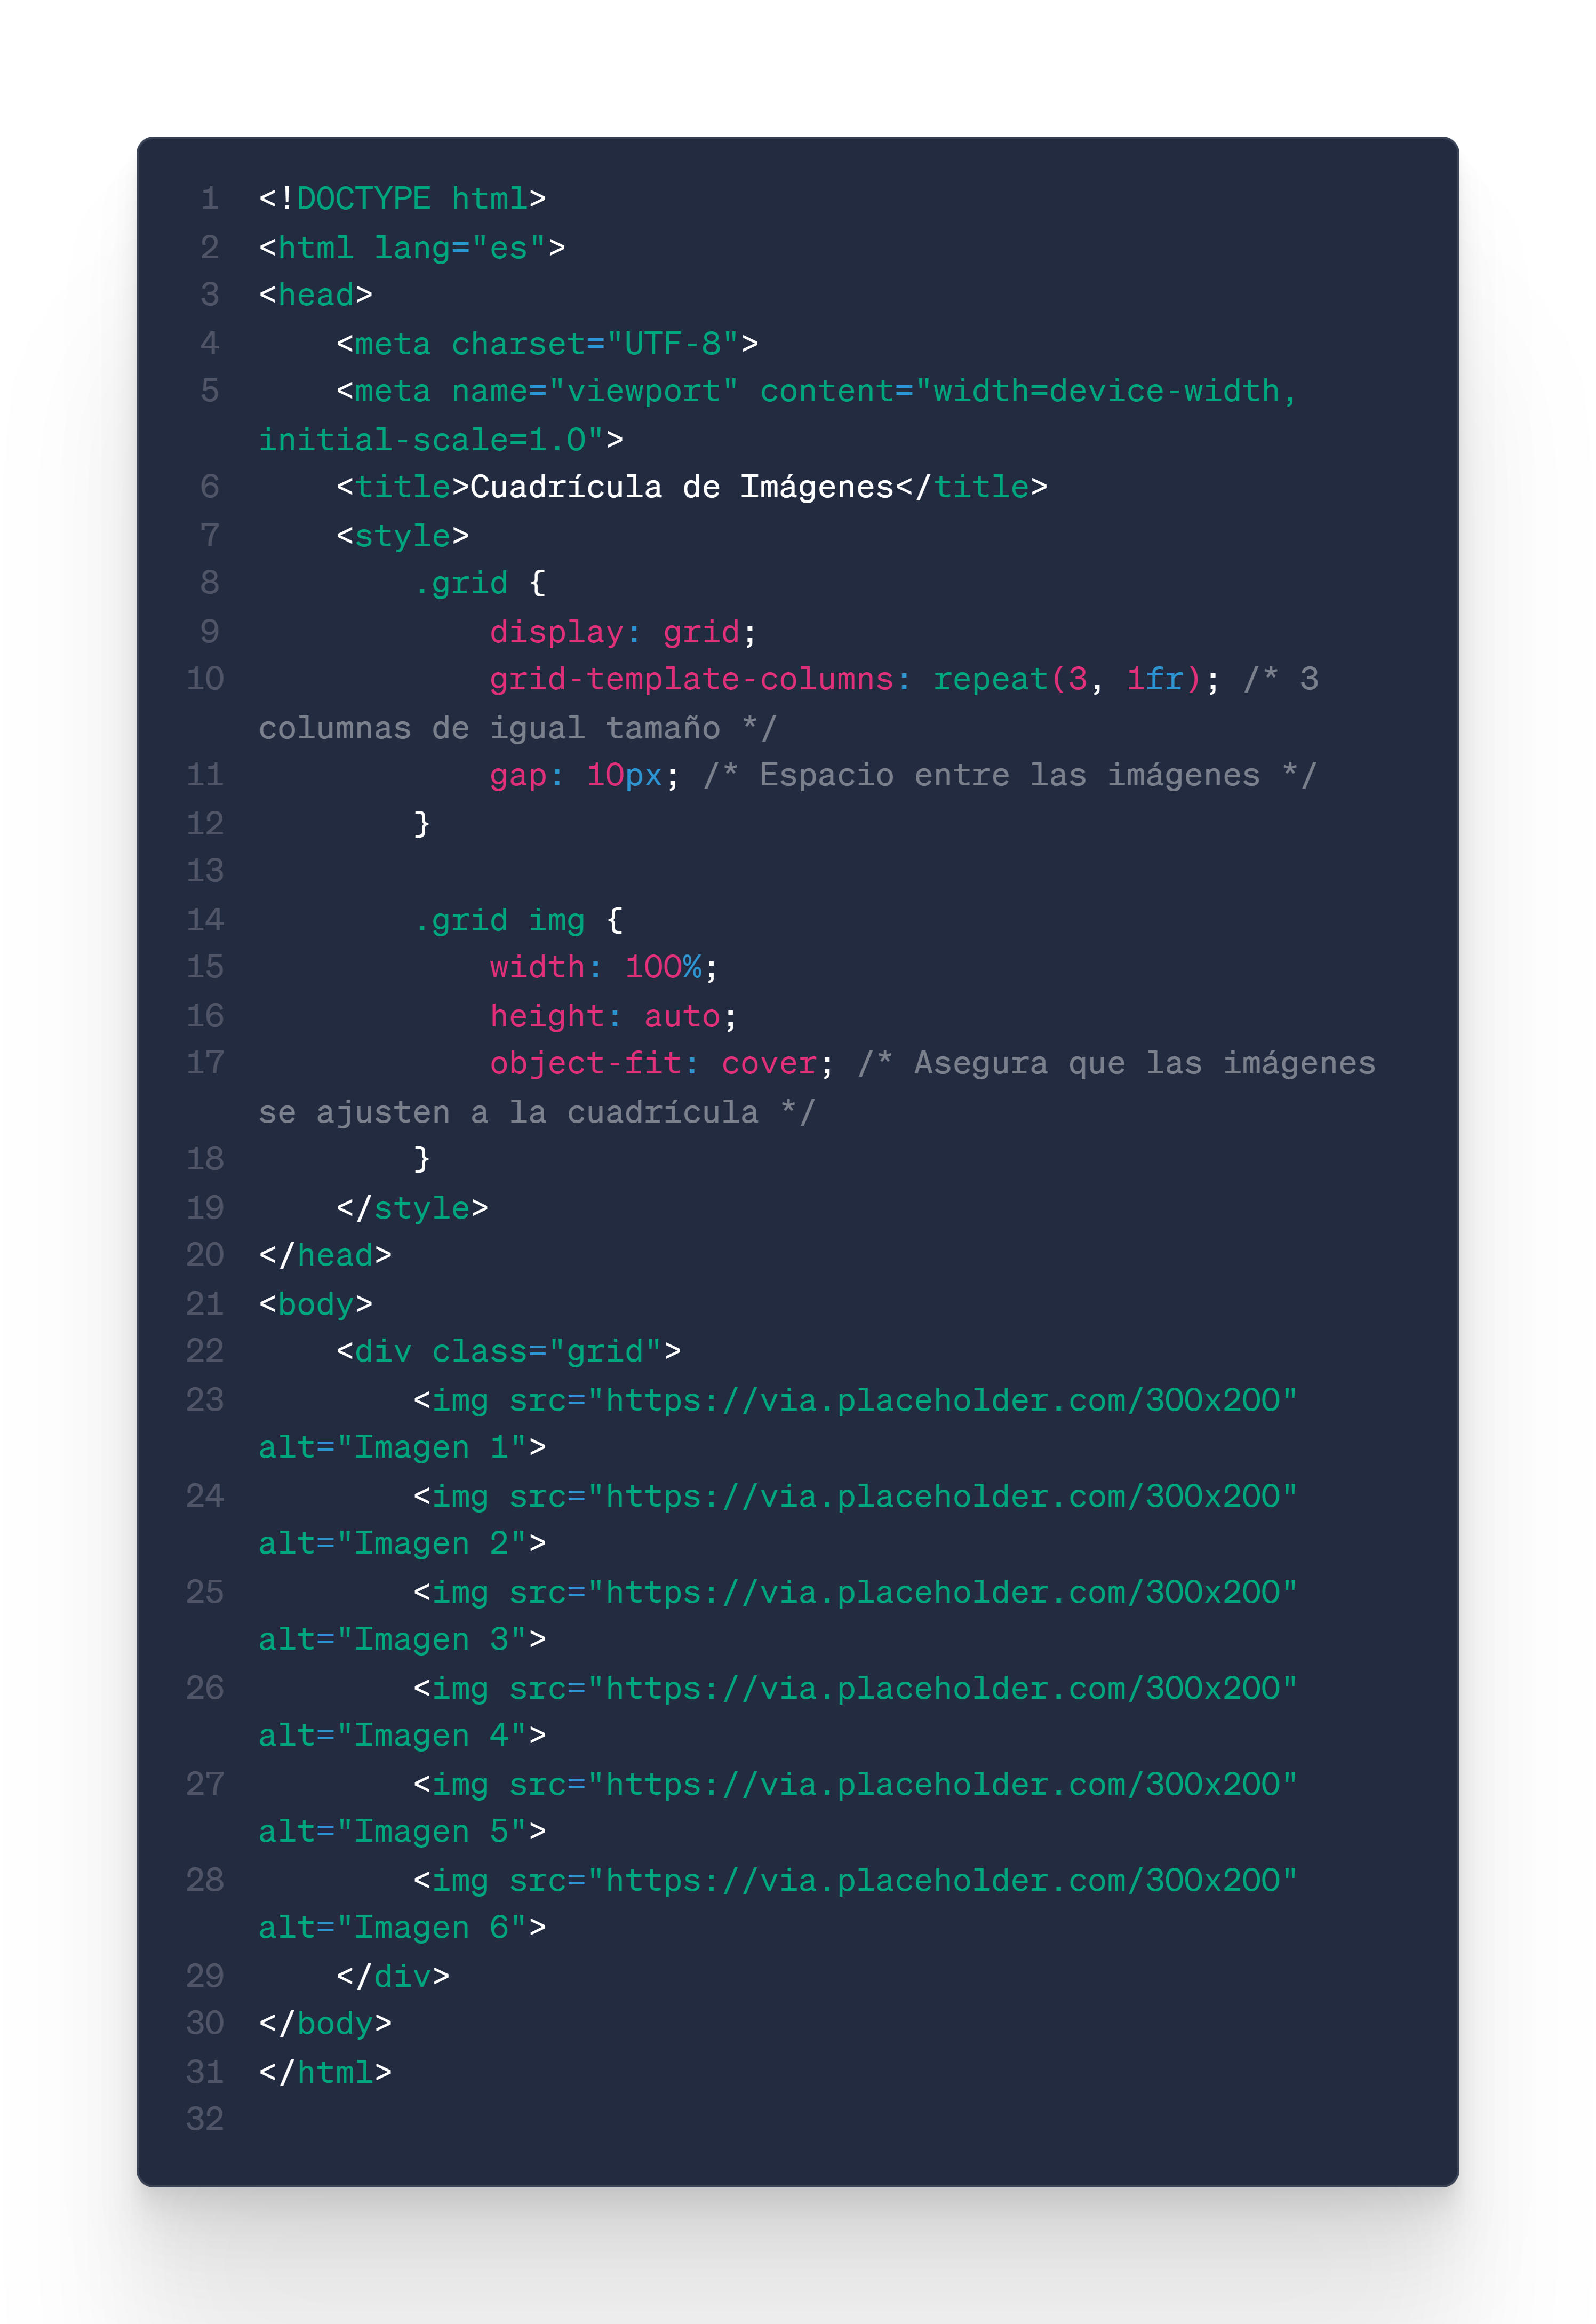 1 <!DOCTYPE html>
2 <html lang="es">
3 <head>
4     <meta charset="UTF-8">
5     <meta name="viewport" content="width=device-width,
initial-scale=1.0">
6     <title>Cuadrícula de Imágenes</title>
7     <style>
8         .grid {
9             display: grid;
10             grid-template-columns: repeat(3, 1fr); /* 3
columnas de igual tamaño */
11             gap: 10px; /* Espacio entre las imágenes */
12         }
13
14         .grid img {
15             width: 100%;
16             height: auto;
17             object-fit: cover; /* Asegura que las imágenes
se ajusten a la cuadrícula */
18         }
19     </style>
20 </head>
21 <body>
22     <div class="grid">
23         <img src="https://via.placeholder.com/300x200"
alt="Imagen 1">
24         <img src="https://via.placeholder.com/300x200"
alt="Imagen 2">
25         <img src="https://via.placeholder.com/300x200"
alt="Imagen 3">
26         <img src="https://via.placeholder.com/300x200"
alt="Imagen 4">
27         <img src="https://via.placeholder.com/300x200"
alt="Imagen 5">
28         <img src="https://via.placeholder.com/300x200"
alt="Imagen 6">
29     </div>
30 </body>
31 </html>
32